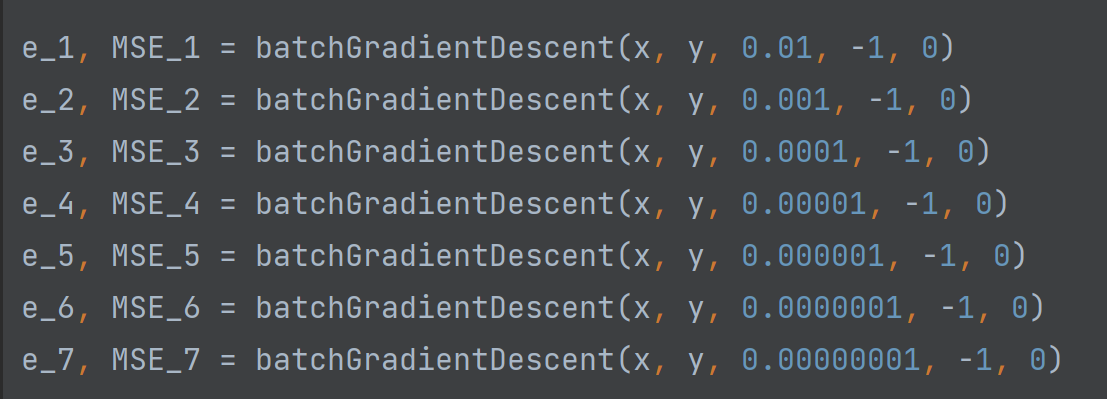 e_1, MSE_1 = batchGradientDescent(x, y, 0.01, -1, 0)
e_2, MSE_2 = batchGradientDescent(x, y, 0.001, -1, 0)
e_3, MSE_3 = batchGradientDescent(x, y, 0.0001, -1, 0)
e_4, MSE_4 = batchGradientDescent(x, y, 0.00001, -1, 0)
e_5, MSE_5 = batchGradientDescent(x, y, 0.000001, -1, 0)
e_6, MSE_6 = batchGradientDescent(x, y, 0.0000001, -1, 0)
e_7, MSE_7 = batchGradientDescent(x, y, 0.00000001, -1, 0)